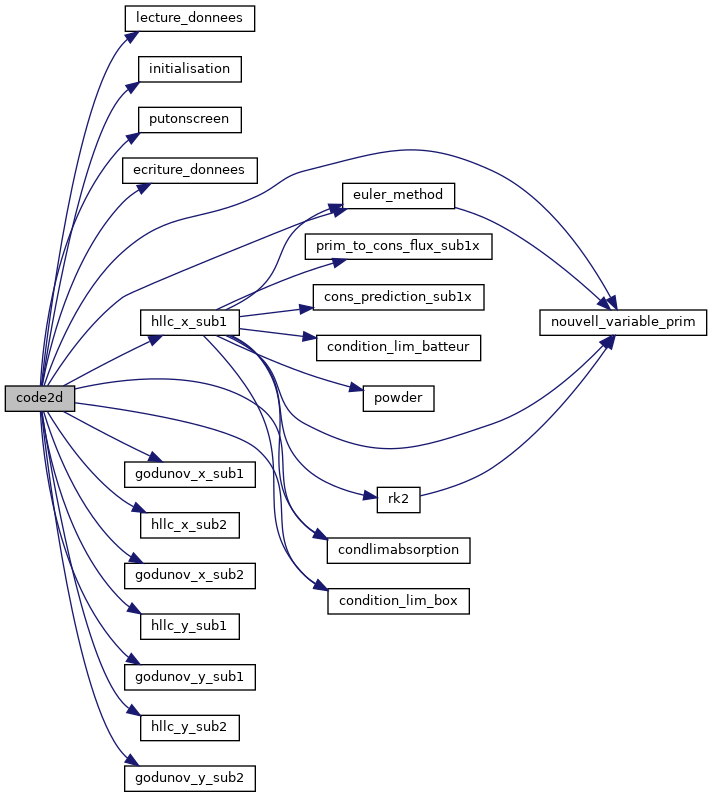 lecture_donnees
initialisation
putonscreen
ecriture_donnees
euler_method
prim_to_cons_flux_sub1x
cons_prediction_sub1x
hllc_x_sub1
nouvell_variable_prim
condition_lim_batteur
code2d
powder
godunov_x_sub1
rk2
hllc_x_sub2
condlimabsorption
godunov_x_sub2
condition_lim_box
hllc_y_sub1
godunov_y_sub1
hllc_y_sub2
godunov_y_sub2